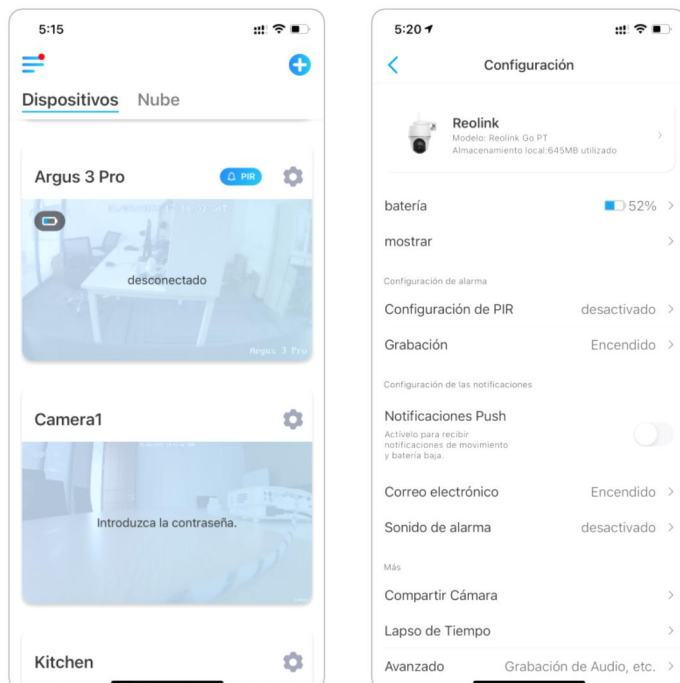 5:15
Dispositivos Nube
Argus 3 Pro PIR
desconectado
Argus 3 Pro
Camera1
Introduzca la contraseña.
Kitchen
5:20
Configuración
Reolink
Modelo: Reolink Go PT
Almacenamiento local:645MB utilizado
batería 52%
mostrar
Configuración de alarma
Configuración de PIR desactivado
Grabación Encendido
Configuración de las notificaciones
Notificaciones Push
Actívelo para recibir
notificaciones de movimiento
y batería baja.
Correo electrónico Encendido
Sonido de alarma desactivado
Más
Compartir Cámara
Lapso de Tiempo
Avanzado Grabación de Audio, etc.